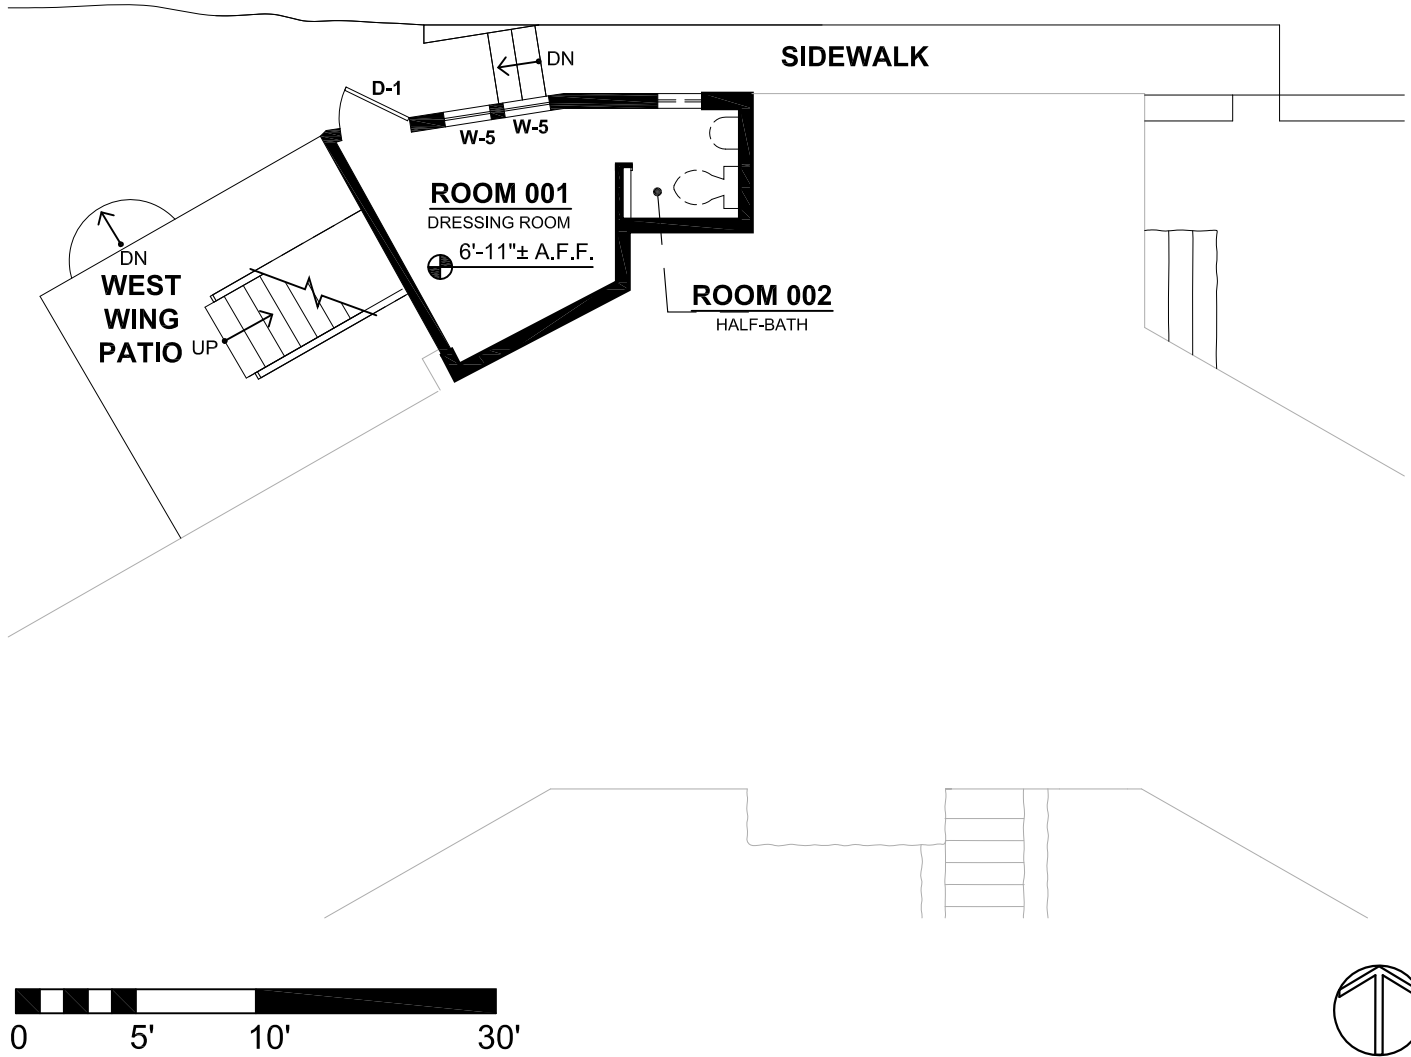 SIDEWALK
DN
D-1
W-5
W-5
ROOM 001
DRESSING ROOM
6'-11"± A.F.F.
DN
WEST
WING
PATIO
UP
ROOM 002
HALF-BATH
0 5' 10' 30'